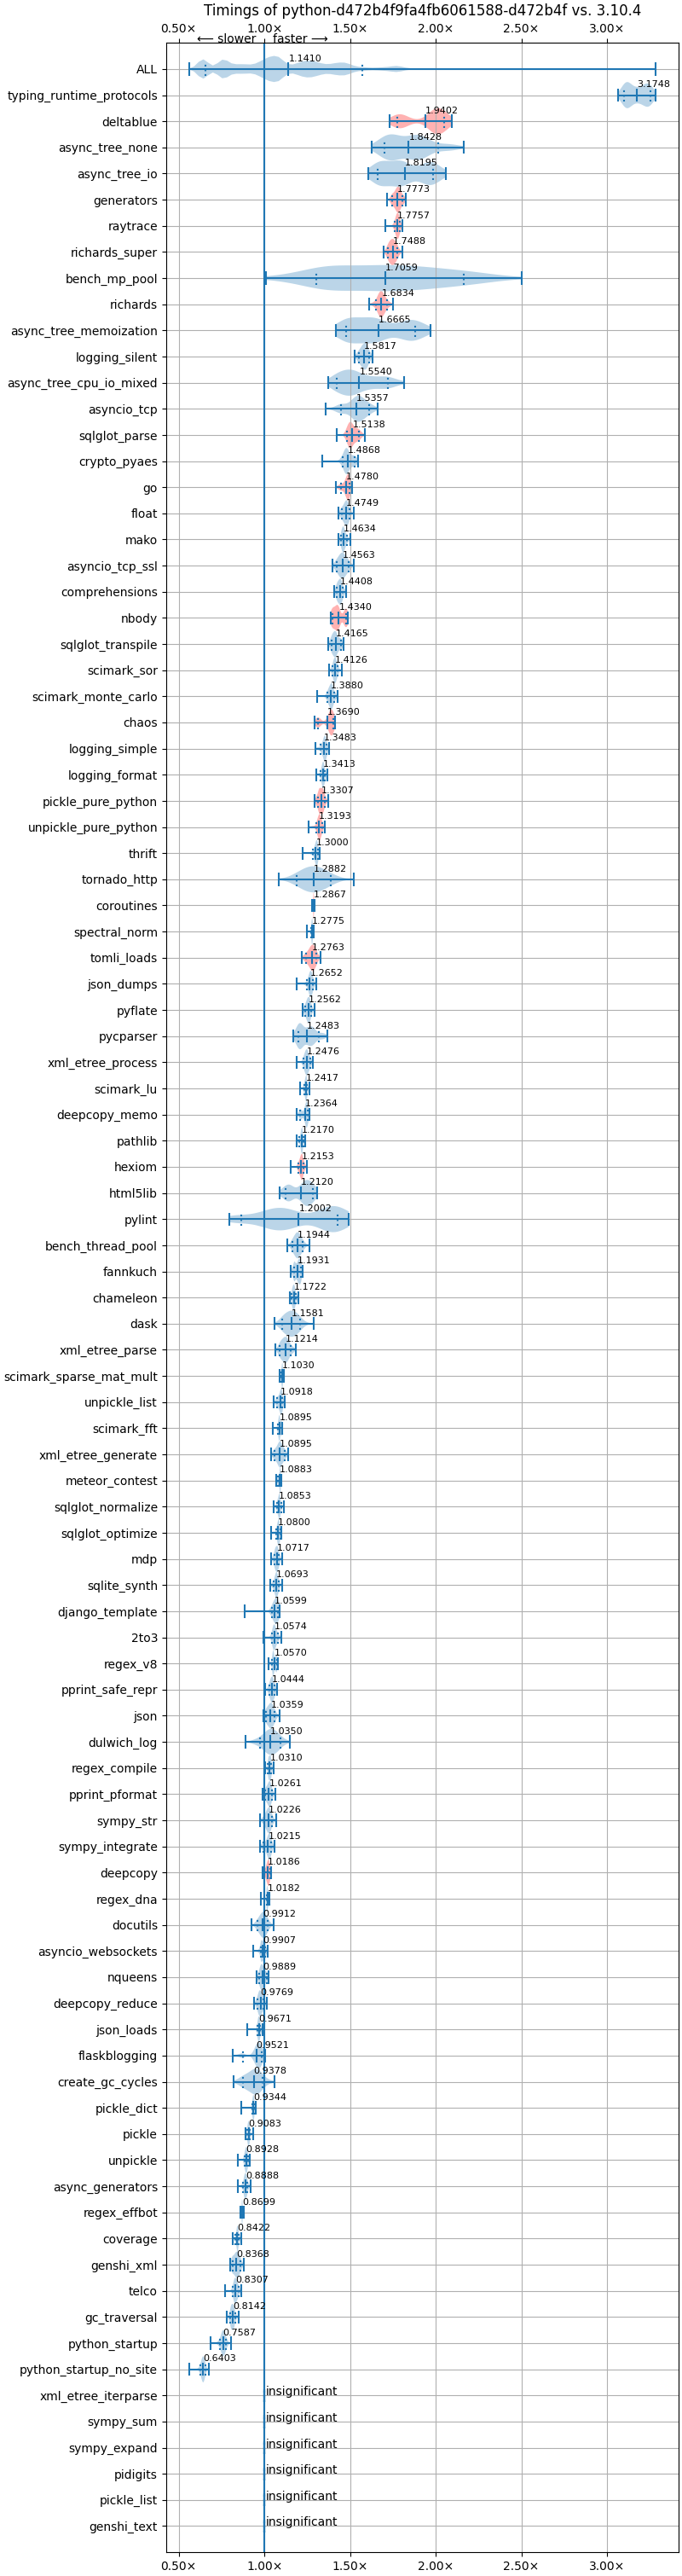 Timings of python-d472b4f9fa4fb6061588-d472b4f vs. 3.10.4
0.50× 1.00× 1.50× 2.00× 2.50× 3.00×
← slower faster →
ALL 1.1410
typing_runtime_protocols 3.1748
deltablue 1.9402
async_tree_none 1.8428
async_tree_io 1.8195
generators 1.7773
raytrace 1.7757
richards_super 1.7488
bench_mp_pool 1.7059
richards 1.6834
async_tree_memoization 1.6665
logging_silent 1.5817
async_tree_cpu_io_mixed 1.5540
asyncio_tcp 1.5357
sqlglot_parse 1.5138
crypto_pyaes 1.4868
go 1.4780
float 1.4749
mako 1.4634
asyncio_tcp_ssl 1.4563
comprehensions 1.4408
nbody 1.4340
sqlglot_transpile 1.4165
scimark_sor 1.4126
scimark_monte_carlo 1.3880
chaos 1.3690
logging_simple 1.3483
logging_format 1.3413
pickle_pure_python 1.3307
unpickle_pure_python 1.3193
thrift 1.3000
tornado_http 1.2882
coroutines 1.2867
spectral_norm 1.2775
tomli_loads 1.2763
json_dumps 1.2652
pyflate 1.2562
pycparser 1.2483
xml_etree_process 1.2476
scimark_lu 1.2417
deepcopy_memo 1.2364
pathlib 1.2170
hexiom 1.2153
html5lib 1.2120
pylint 1.2002
bench_thread_pool 1.1944
fannkuch 1.1931
chameleon 1.1722
dask 1.1581
xml_etree_parse 1.1214
scimark_sparse_mat_mult 1.1030
unpickle_list 1.0918
scimark_fft 1.0895
xml_etree_generate 1.0895
meteor_contest 1.0883
sqlglot_normalize 1.0853
sqlglot_optimize 1.0800
mdp 1.0717
sqlite_synth 1.0693
django_template 1.0599
2to3 1.0574
regex_v8 1.0570
pprint_safe_repr 1.0444
json 1.0359
dulwich_log 1.0350
regex_compile 1.0310
pprint_pformat 1.0261
sympy_str 1.0226
sympy_integrate 1.0215
deepcopy 1.0186
regex_dna 1.0182
docutils 0.9912
asyncio_websockets 0.9907
nqueens 0.9889
deepcopy_reduce 0.9769
json_loads 0.9671
flaskblogging 0.9521
create_gc_cycles 0.9378
pickle_dict 0.9344
pickle 0.9083
unpickle 0.8928
async_generators 0.8888
regex_effbot 0.8699
coverage 0.8422
genshi_xml 0.8368
telco 0.8307
gc_traversal 0.8142
python_startup 0.7587
python_startup_no_site 0.6403
xml_etree_iterparse insignificant
sympy_sum insignificant
sympy_expand insignificant
pidigits insignificant
pickle_list insignificant
genshi_text insignificant
0.50× 1.00× 1.50× 2.00× 2.50× 3.00×